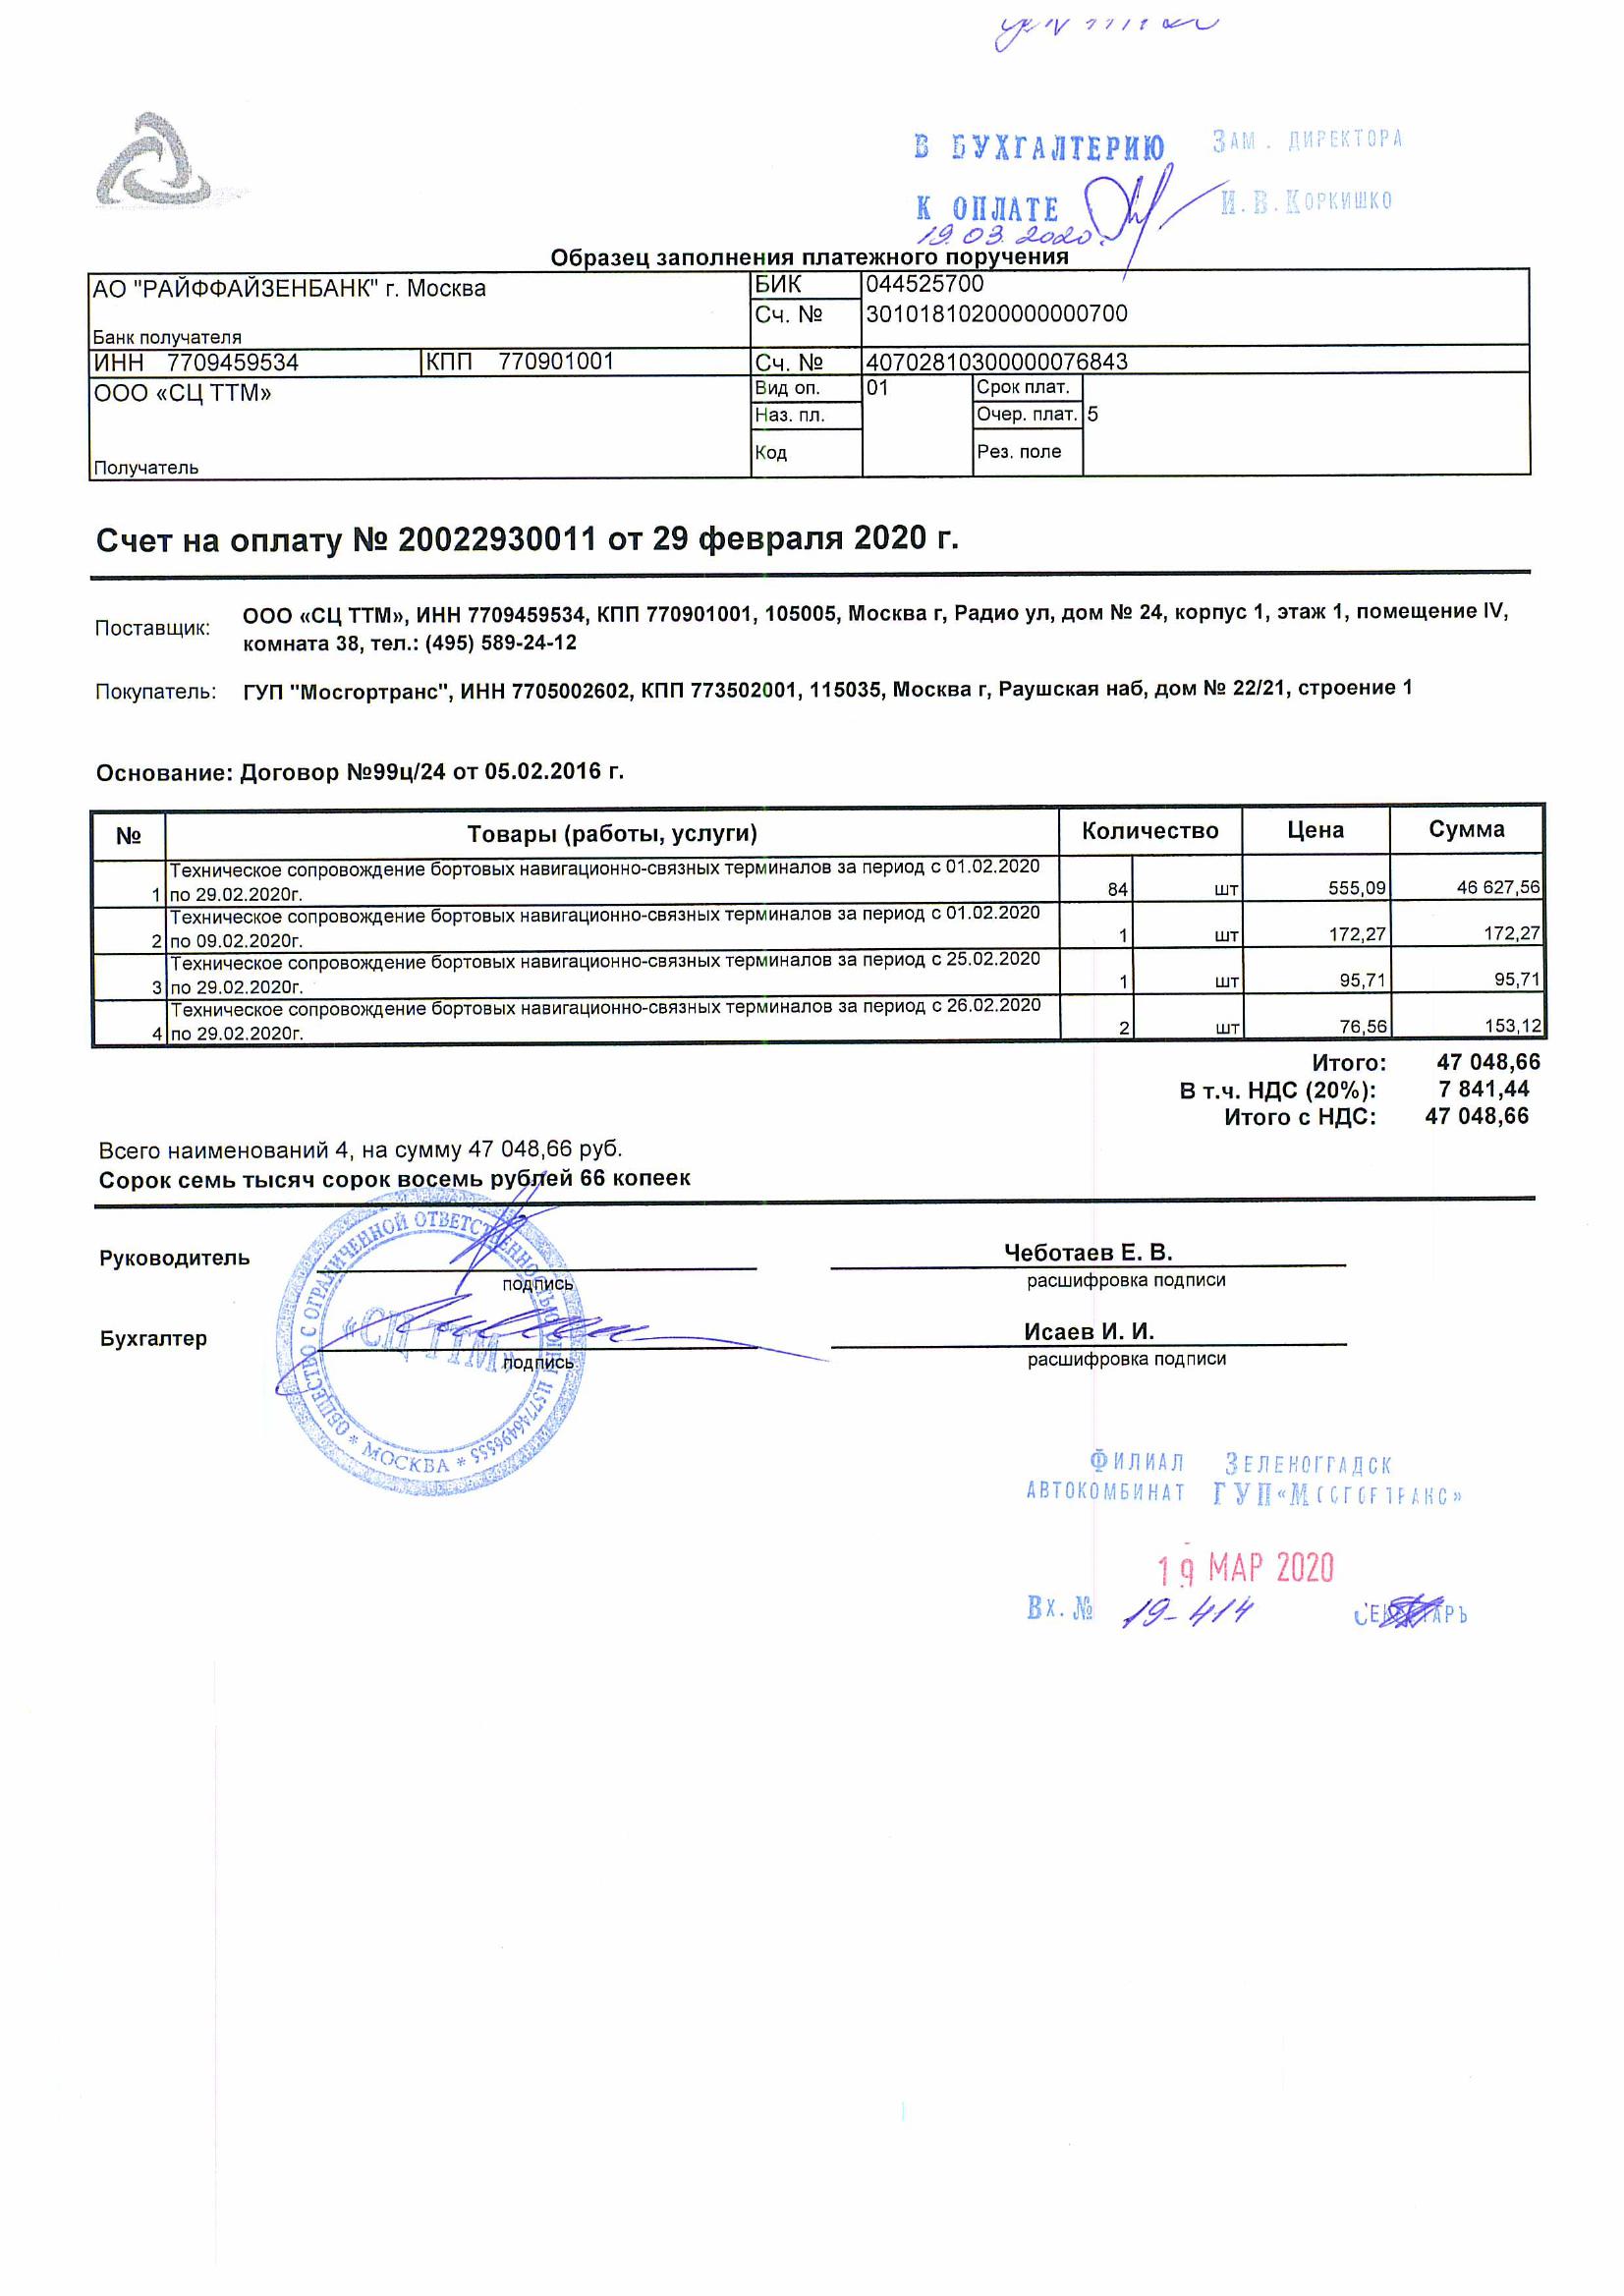 В БУХГАЛТЕРИЮ ЗАМ. ДИРЕКТОРА
К ОПЛАТЕ И.В.КОРКИШКО
19.03.2020
Образец заполнения платежного поручения
АО "РАЙФФАЙЗЕНБАНК" г. Москва БИК 044525700
Сч. № 30101810200000000700
Банк получателя
ИНН 7709459534 КПП 770901001 Сч. № 40702810300000076843
ООО «СЦ ТТМ» Вид оп. 01 Срок плат.
Наз. пл. Очер. плат. 5
Код Рез. поле
Получатель
Счет на оплату № 20022930011 от 29 февраля 2020 г.
Поставщик: ООО «СЦ ТТМ», ИНН 7709459534, КПП 770901001, 105005, Москва г, Радио ул, дом № 24, корпус 1, этаж 1, помещение IV,
комната 38, тел.: (495) 589-24-12
Покупатель: ГУП "Мосгортранс", ИНН 7705002602, КПП 773502001, 115035, Москва г, Раушская наб, дом № 22/21, строение 1
Основание: Договор №99ц/24 от 05.02.2016 г.
№ Товары (работы, услуги) Количество Цена Сумма
Техническое сопровождение бортовых навигационно-связных терминалов за период с 01.02.2020
1 по 29.02.2020г. 84 шт 555,09 46 627,56
Техническое сопровождение бортовых навигационно-связных терминалов за период с 01.02.2020
2 по 09.02.2020г. 1 шт 172,27 172,27
Техническое сопровождение бортовых навигационно-связных терминалов за период с 25.02.2020
3 по 29.02.2020г. 1 шт 95,71 95,71
Техническое сопровождение бортовых навигационно-связных терминалов за период с 26.02.2020
4 по 29.02.2020г. 2 шт 76,56 153,12
Итого: 47 048,66
В т.ч. НДС (20%): 7 841,44
Итого с НДС: 47 048,66
Всего наименований 4, на сумму 47 048,66 руб.
Сорок семь тысяч сорок восемь рублей 66 копеек
Руководитель Чеботаев Е. В.
подпись расшифровка подписи
Бухгалтер Исаев И. И.
подпись расшифровка подписи
ОБЩЕСТВО С ОГРАНИЧЕННОЙ ОТВЕТСТВЕННОСТЬЮ
«СЦ ТТМ»
* МОСКВА *
ФИЛИАЛ ЗЕЛЕНОГРАДСК
АВТОКОМБИНАТ ГУП«МОСГОРТРАНС»
19 МАР 2020
Вх. № 19-414 СЕКРЕТАРЬ